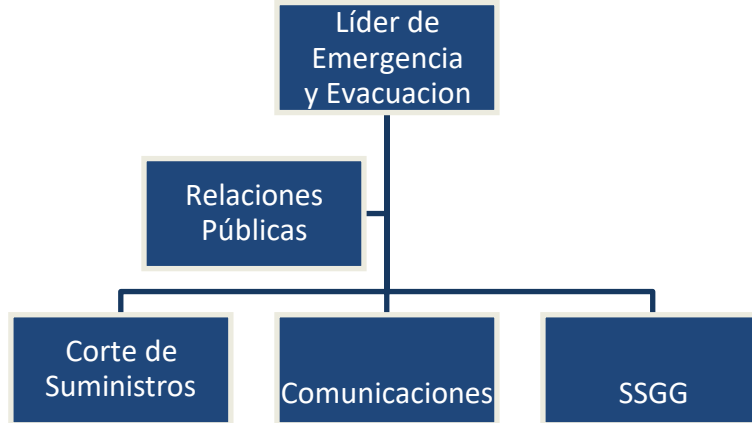 Líder de
Emergencia
y Evacuacion
Relaciones
Públicas
Corte de
Suministros
Comunicaciones
SSGG